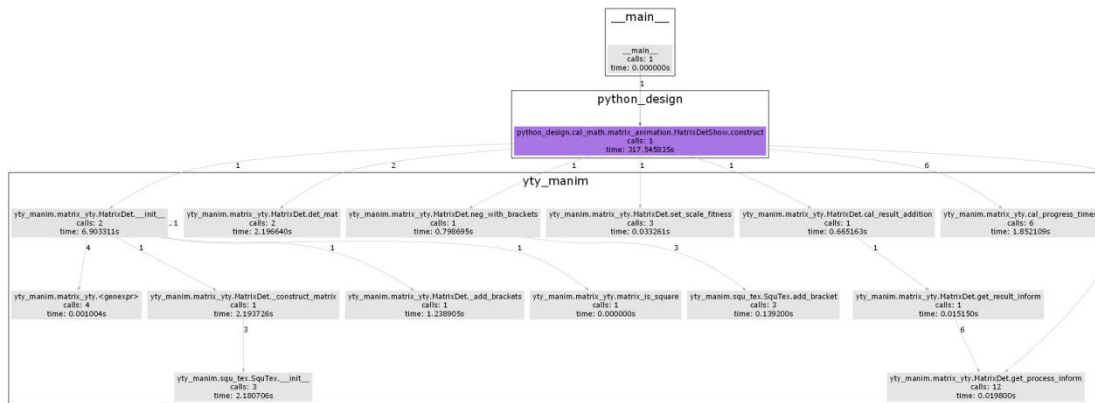 __main__
__main__
calls: 1
time: 0.000000s
1
python_design
python_design.cal_math.matrix_animation.MatrixDetShow.construct
calls: 1
time: 317.545835s
1
2
1
1
1
6
yty_manim
yty_manim.matrix_yty.MatrixDet.__init__
calls: 2
time: 6.903311s
1
yty_manim.matrix_yty.MatrixDet.det_mat
calls: 2
time: 2.196640s
yty_manim.matrix_yty.MatrixDet.neg_with_brackets
calls: 1
time: 0.798695s
yty_manim.matrix_yty.MatrixDet.set_scale_fitness
calls: 3
time: 0.033261s
yty_manim.matrix_yty.MatrixDet.cal_result_addition
calls: 1
time: 0.665163s
yty_manim.matrix_yty.cal_progress_times
calls: 6
time: 1.852109s
4
1
1
1
3
1
yty_manim.matrix_yty.<genexpr>
calls: 4
time: 0.001004s
yty_manim.matrix_yty.MatrixDet._construct_matrix
calls: 1
time: 2.193726s
yty_manim.matrix_yty.MatrixDet._add_brackets
calls: 1
time: 1.238905s
yty_manim.matrix_yty.matrix_is_square
calls: 1
time: 0.000000s
yty_manim.squ_tex.SquTex.add_bracket
calls: 3
time: 0.139200s
yty_manim.matrix_yty.MatrixDet.get_result_inform
calls: 1
time: 0.015150s
3
6
yty_manim.squ_tex.SquTex.__init__
calls: 3
time: 2.180706s
yty_manim.matrix_yty.MatrixDet.get_process_inform
calls: 12
time: 0.019800s